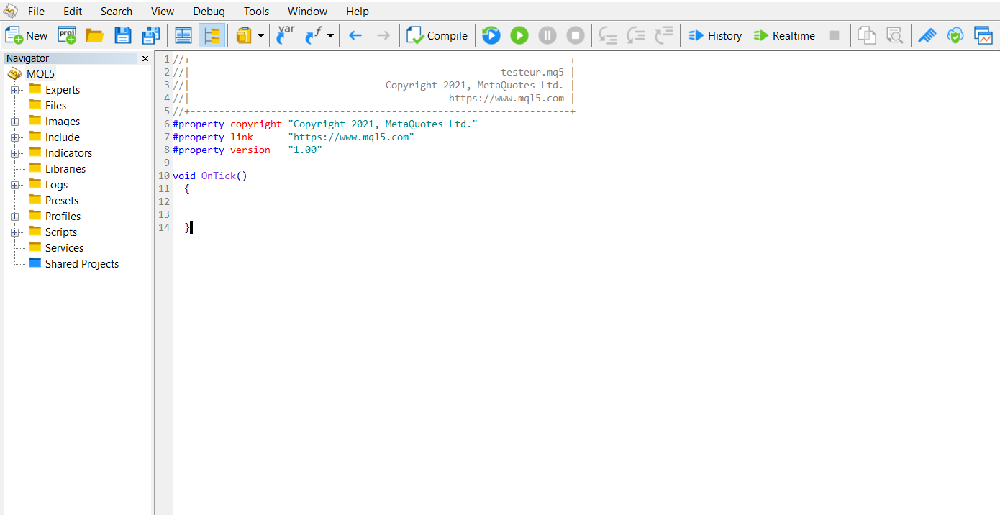 File Edit Search View Debug Tools Window Help
New proj var f Compile History Realtime
Navigator
MQL5
Experts
Files
Images
Include
Indicators
Libraries
Logs
Presets
Profiles
Scripts
Services
Shared Projects
1 //+------------------------------------------------------------------+
2 //| testeur.mq5 |
3 //| Copyright 2021, MetaQuotes Ltd. |
4 //| https://www.mql5.com |
5 //+------------------------------------------------------------------+
6 #property copyright "Copyright 2021, MetaQuotes Ltd."
7 #property link "https://www.mql5.com"
8 #property version "1.00"
9
10 void OnTick()
11 {
12
13
14 }